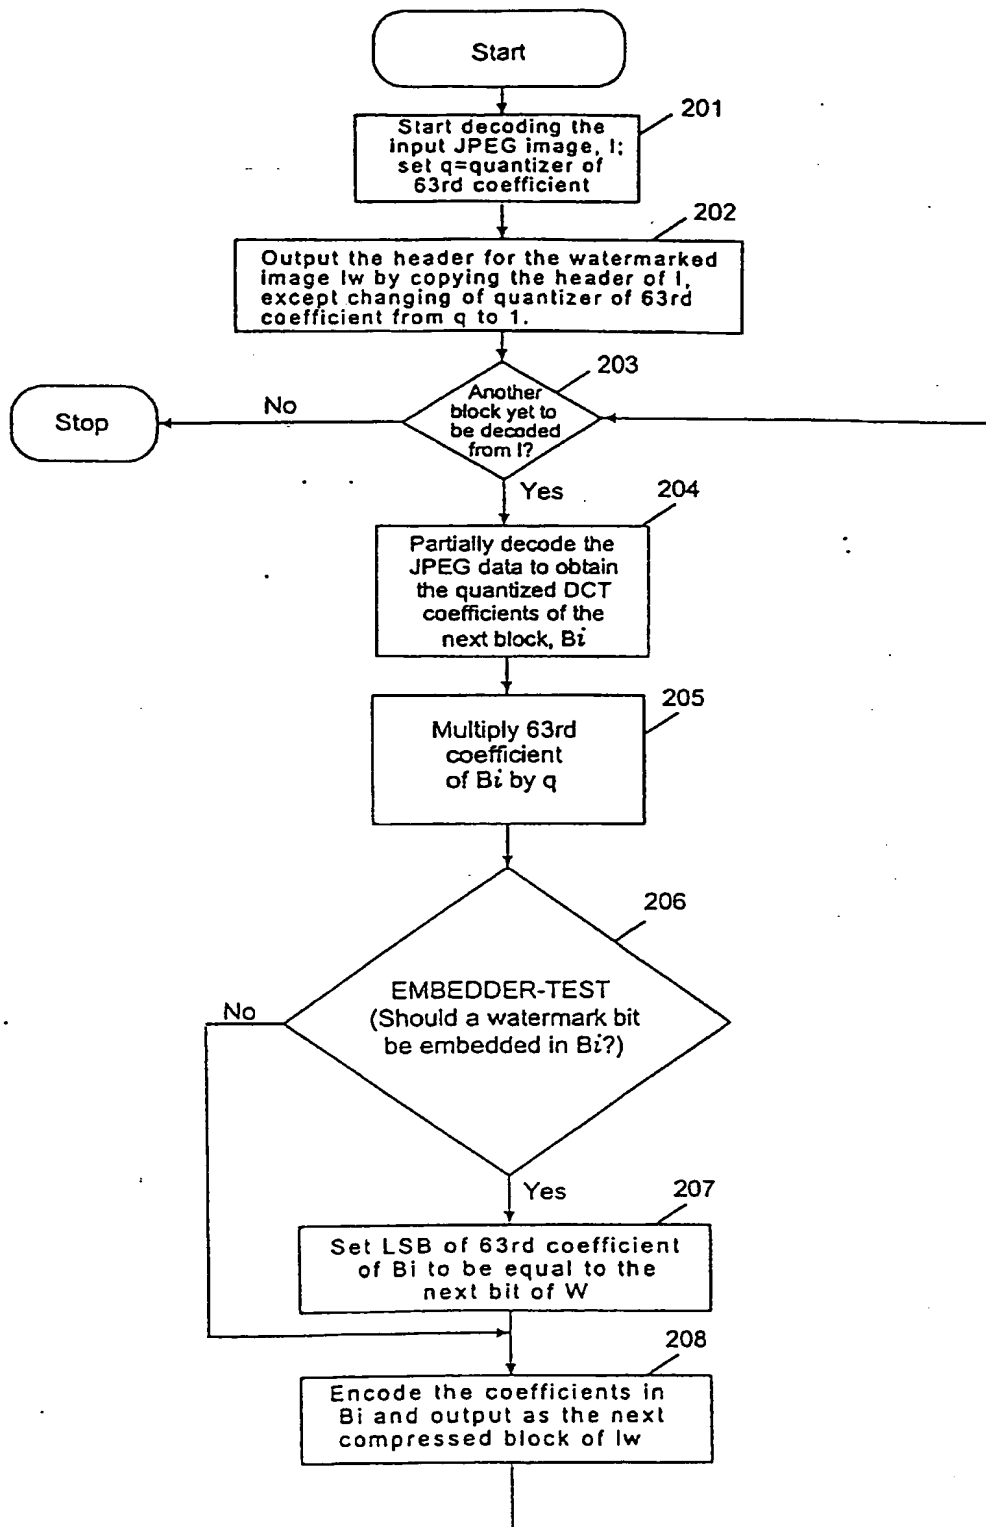 Start
201
Start decoding the
input JPEG image, I;
set q=quantizer of
63rd coefficient
202
Output the header for the watermarked
image Iw by copying the header of I,
except changing of quantizer of 63rd
coefficient from q to 1.
203
Another
block yet to
be decoded
from I?
No
Stop
Yes
204
Partially decode the
JPEG data to obtain
the quantized DCT
coefficients of the
next block, Bi
205
Multiply 63rd
coefficient
of Bi by q
206
EMBEDDER-TEST
(Should a watermark bit
be embedded in Bi?)
No
Yes
207
Set LSB of 63rd coefficient
of Bi to be equal to the
next bit of W
208
Encode the coefficients in
Bi and output as the next
compressed block of Iw